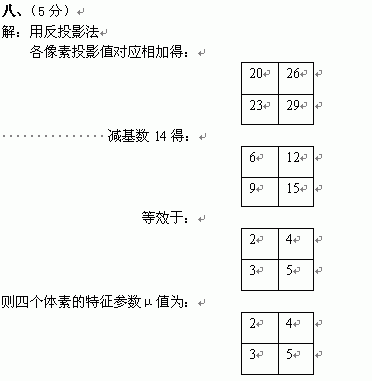 八、（5分）
解：用反投影法
各像素投影值对应相加得：
20 26
23 29
···············减基数 14 得：
6 12
9 15
等效于：
2 4
3 5
则四个体素的特征参数μ值为：
2 4
3 5